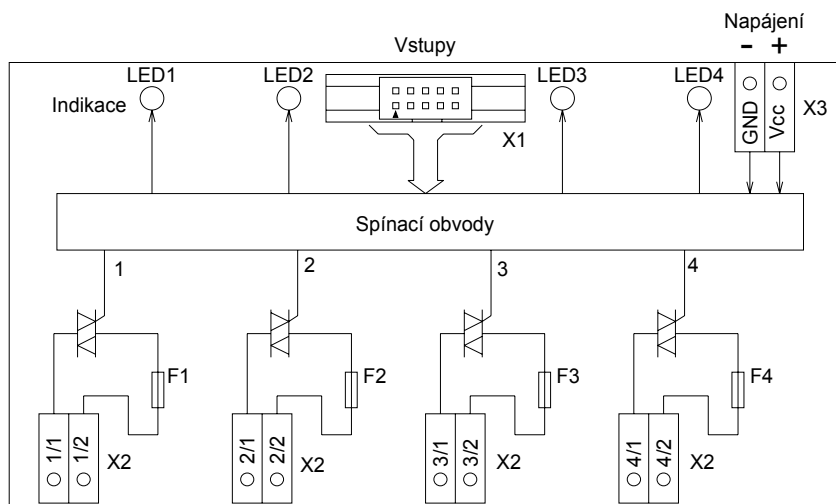 Napájení
Vstupy
- +
LED1
LED2
LED3
LED4
Indikace
X1
GND
Vcc
X3
Spínací obvody
1
2
3
4
F1
F2
F3
F4
1/1
1/2
X2
2/1
2/2
X2
3/1
3/2
X2
4/1
4/2
X2